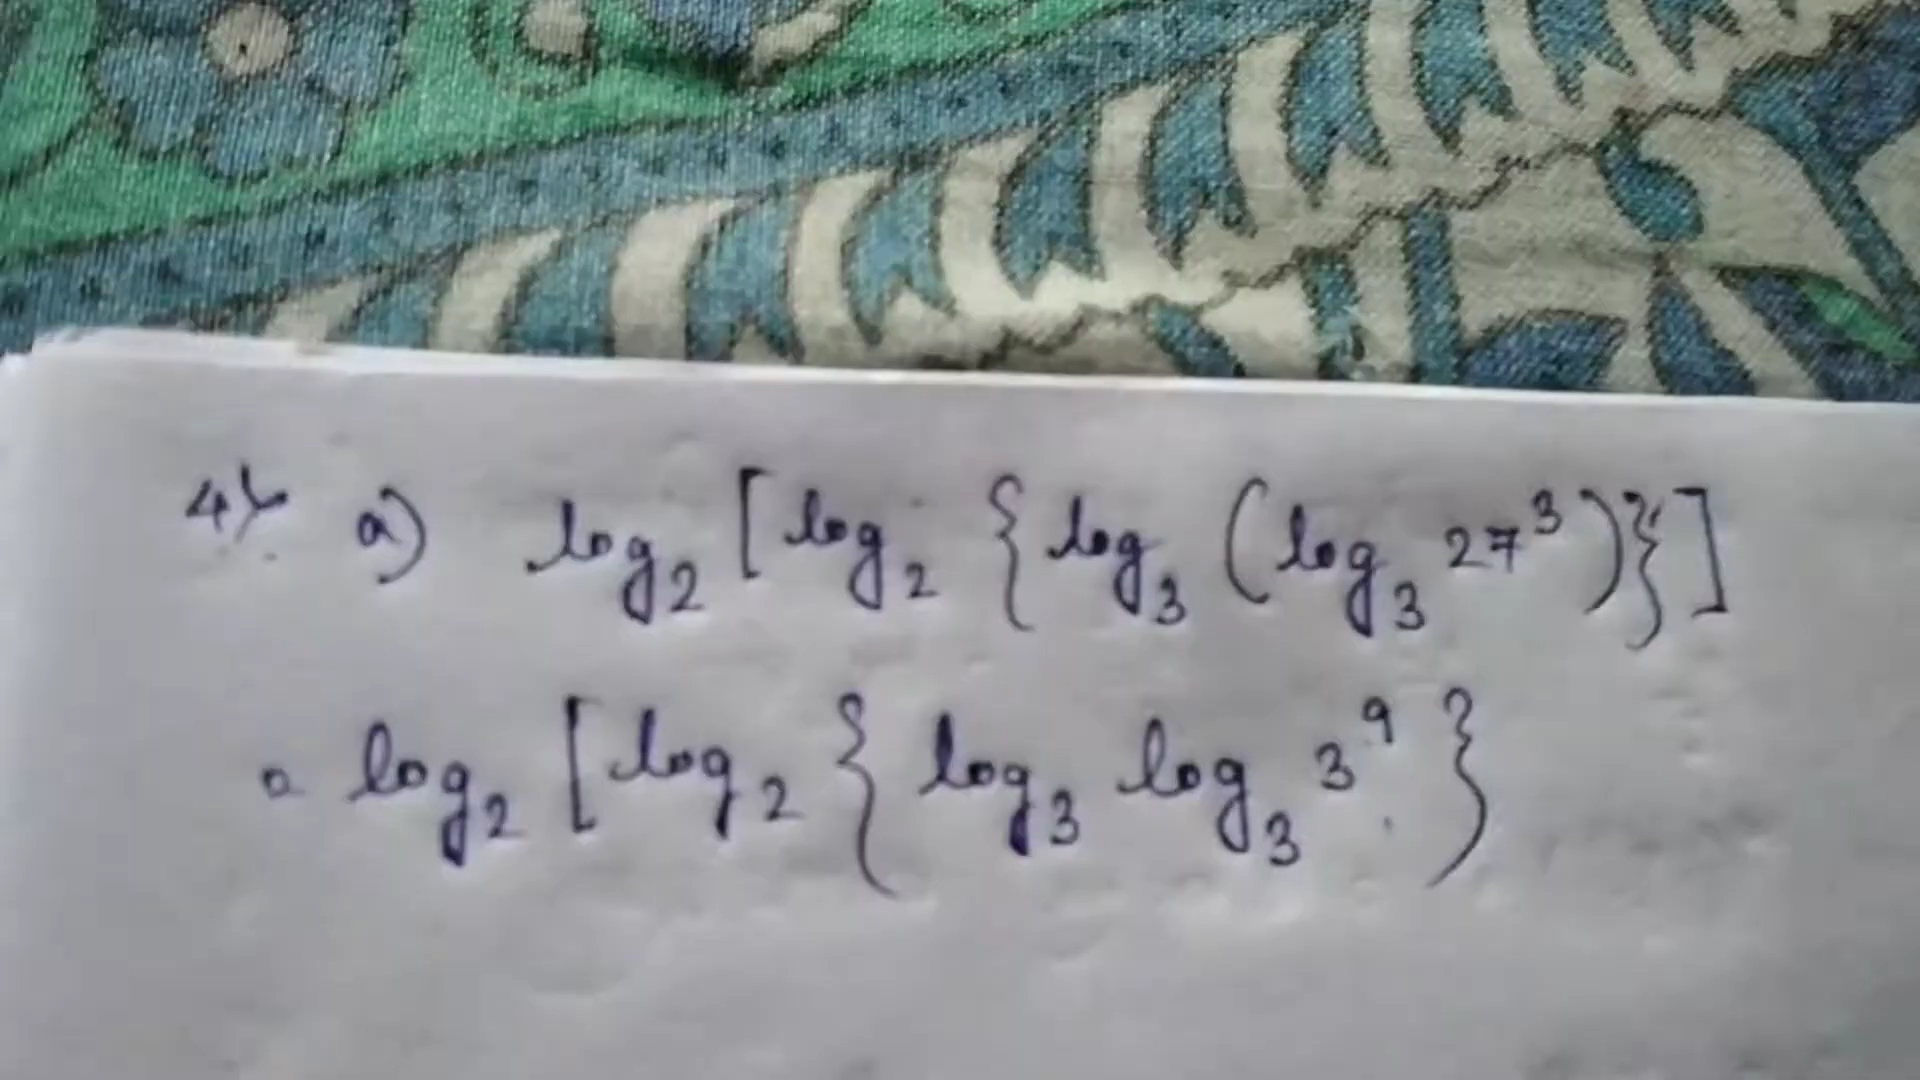 4) a) log₂ [log₂ {log₃ (log₃ 27³)}]
= log₂ [log₂ { log₃ log₃ 3⁹ }